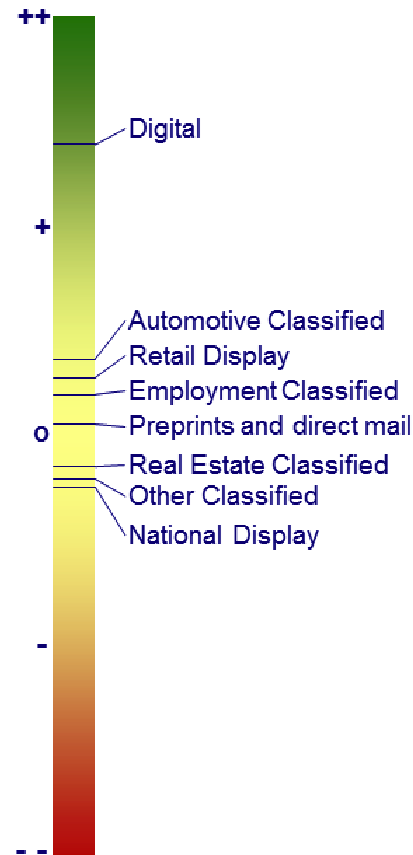 ++
Digital
+
Automotive Classified
Retail Display
Employment Classified
Preprints and direct mail
o
Real Estate Classified
Other Classified
National Display
-
- -